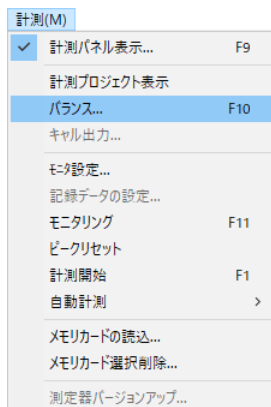 計測(M)
計測パネル表示... F9
計測プロジェクト表示
バランス... F10
キャル出力...
ﾓﾆﾀ設定...
記録データの設定...
モニタリング F11
ピークリセット
計測開始 F1
自動計測
メモリカードの読込...
メモリカード選択削除...
測定器バージョンアップ...